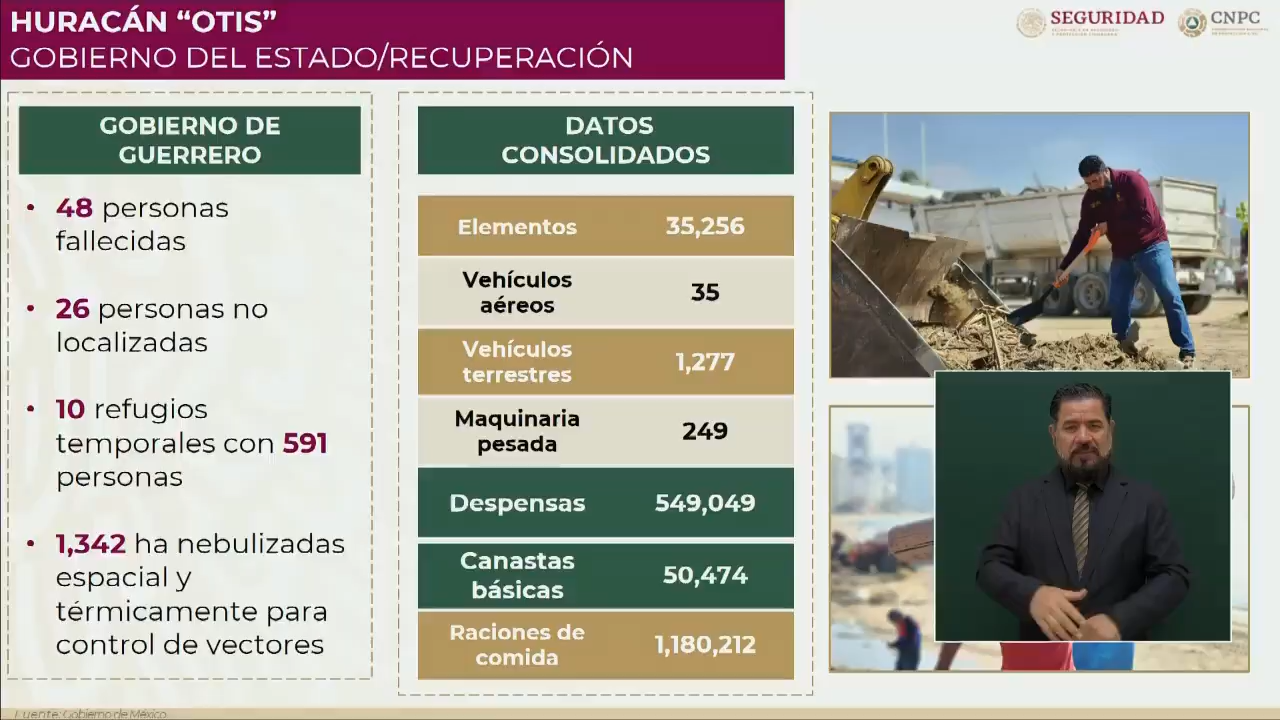 HURACÁN “OTIS”
GOBIERNO DEL ESTADO/RECUPERACIÓN
SEGURIDAD
CNPC
GOBIERNO DE
GUERRERO
• 48 personas
fallecidas
• 26 personas no
localizadas
• 10 refugios
temporales con 591
personas
• 1,342 ha nebulizadas
espacial y
térmicamente para
control de vectores
DATOS
CONSOLIDADOS
Elementos 35,256
Vehículos
aéreos 35
Vehículos
terrestres 1,277
Maquinaria
pesada 249
Despensas 549,049
Canastas
básicas 50,474
Raciones de
comida 1,180,212
Fuente: Gobierno de México